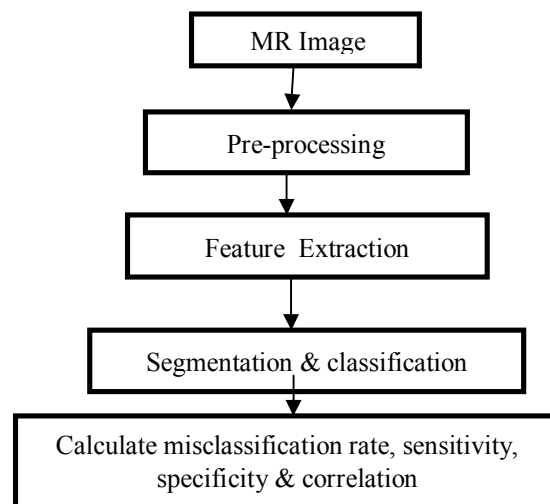 MR Image
Pre-processing
Feature Extraction
Segmentation & classification
Calculate misclassification rate, sensitivity,
specificity & correlation